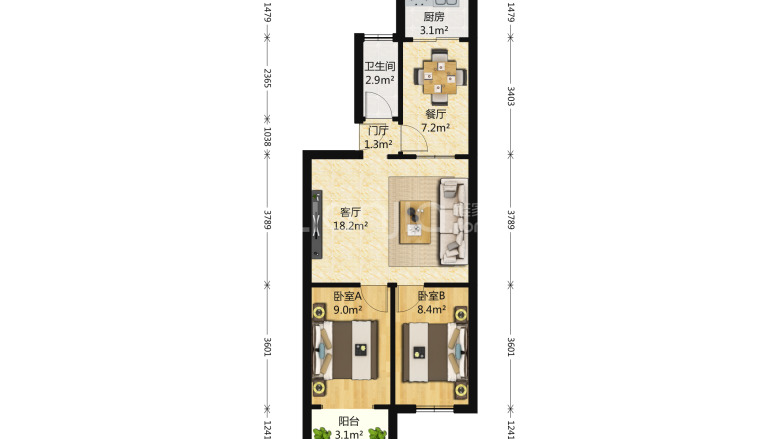 1479
1479
厨房
3.1m²
2365
卫生间
2.9m²
3403
餐厅
7.2m²
1038
门厅
1.3m²
3789
客厅
18.2m²
3789
卧室A
9.0m²
卧室B
8.4m²
3601
3601
阳台
3.1m²
1241
1241